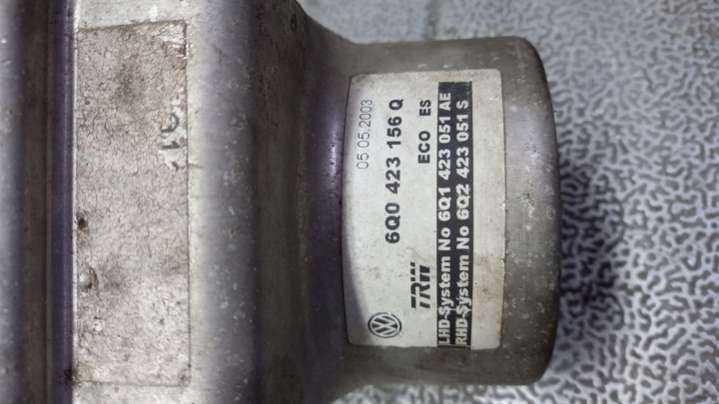 05 05.2003
6Q0 423 156 Q
ECO ES
TRW
LHD-System No 6Q1 423 051 AE
RHD-System No 6Q2 423 051 S